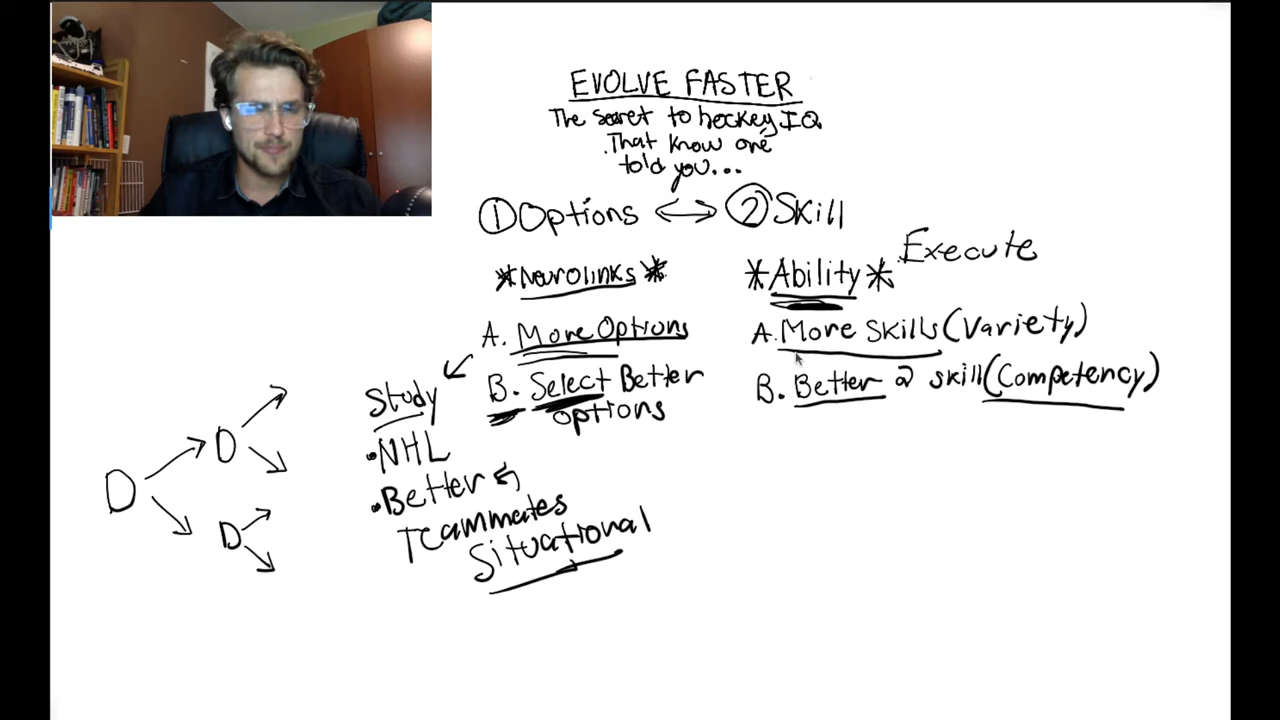 EVOLVE FASTER
The secret to hockey IQ
That know one
told you...
① Options ↔ ② Skill
*Narolinks*
*Ability* Execute
A. More Options
B. Select Better
options
A. More Skills (Variety)
B. Better @ skill (Competency)
Study
•NHL
•Better
Teammates
Situational
D
D
D